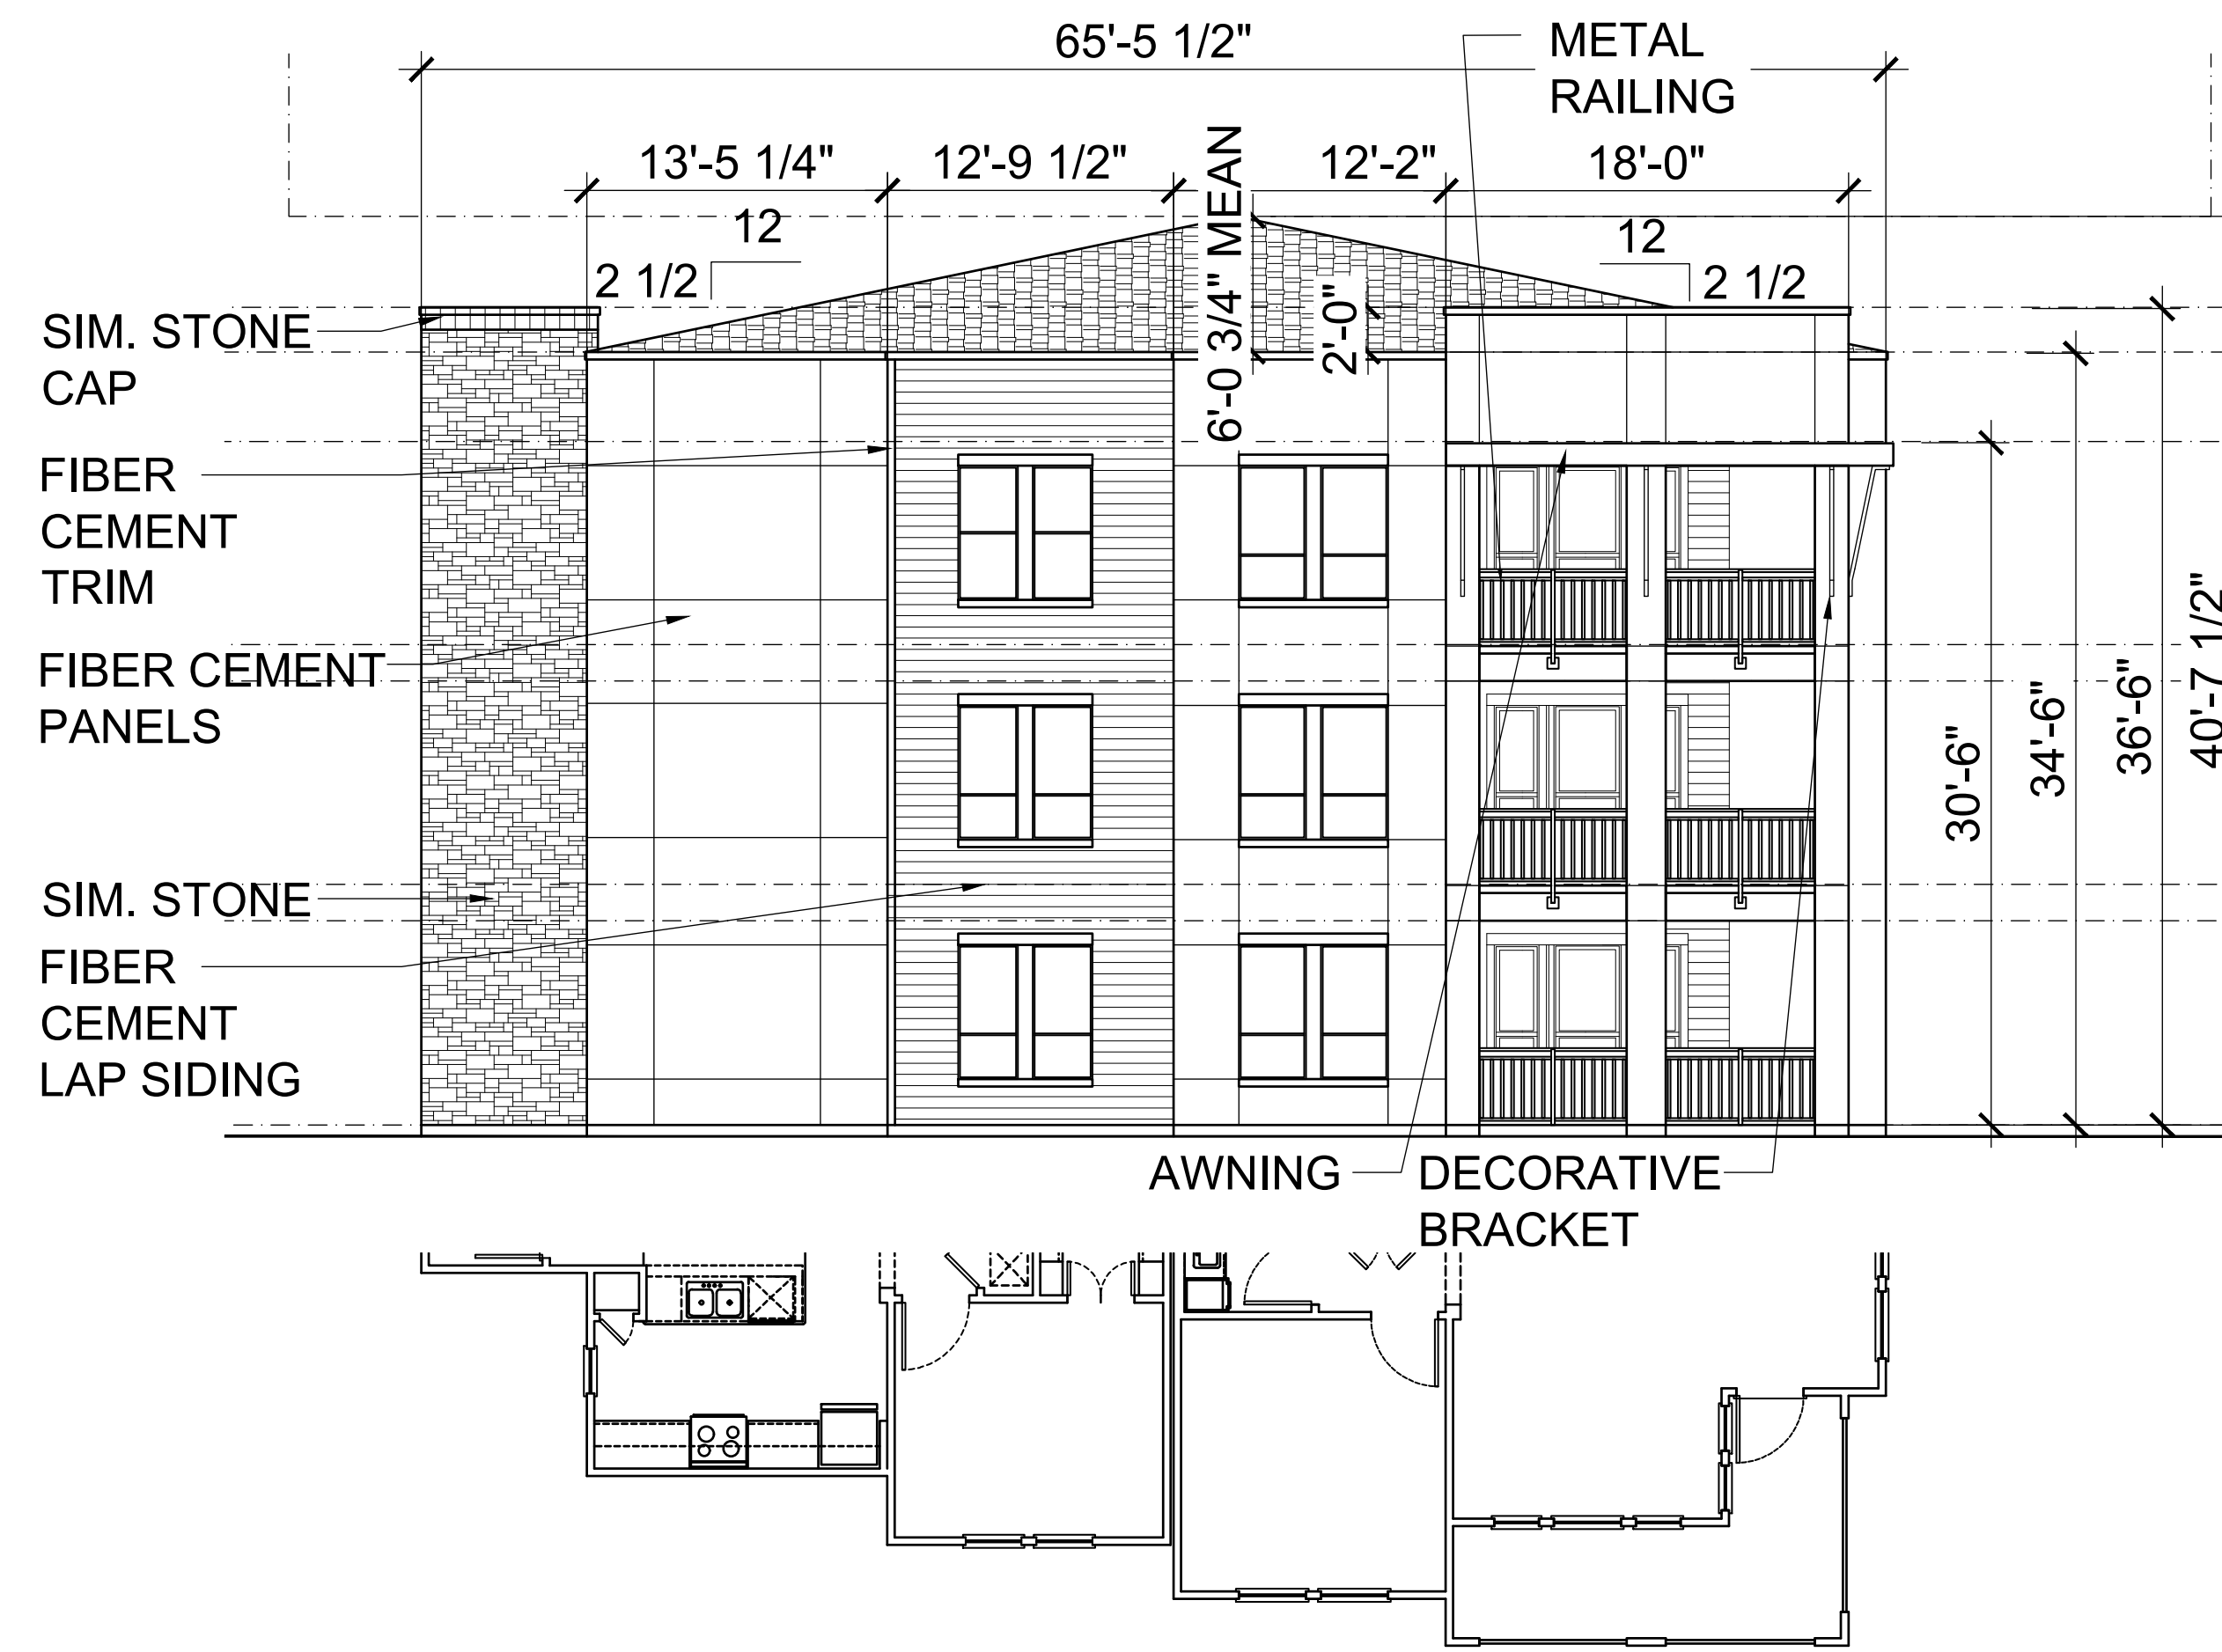 65'-5 1/2"
METAL
RAILING
13'-5 1/4"
12'-9 1/2"
12'-2"
18'-0"
12
2 1/2
12
2 1/2
6'-0 3/4" MEAN
2'-0"
SIM. STONE
CAP
FIBER
CEMENT
TRIM
FIBER CEMENT
PANELS
SIM. STONE
FIBER
CEMENT
LAP SIDING
30'-6"
34'-6"
36'-6"
40'-7 1/2"
AWNING
DECORATIVE
BRACKET